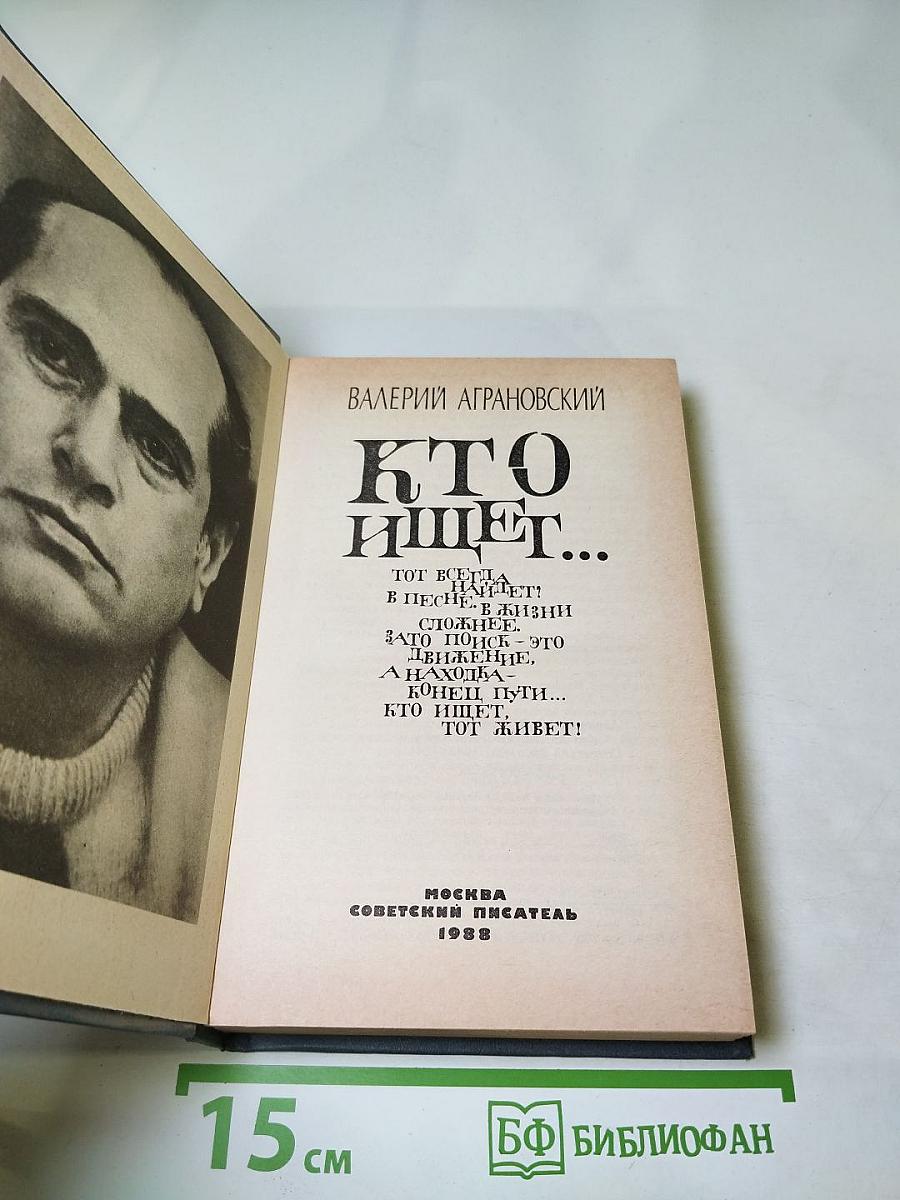 ВАЛЕРИЙ АГРАНОВСКИЙ
КТО
ИЩЕТ...
ТОТ ВСЕГДА
НАЙДЕТ!
В ПЕСНЕ. В ЖИЗНИ
СЛОЖНЕЕ.
ЗАТО ПОИСК – ЭТО
ДВИЖЕНИЕ,
А НАХОДКА –
КОНЕЦ ПУТИ...
КТО ИЩЕТ,
ТОТ ЖИВЕТ!
МОСКВА
СОВЕТСКИЙ ПИСАТЕЛЬ
1988
15 см
БФ БИБЛИОФАН